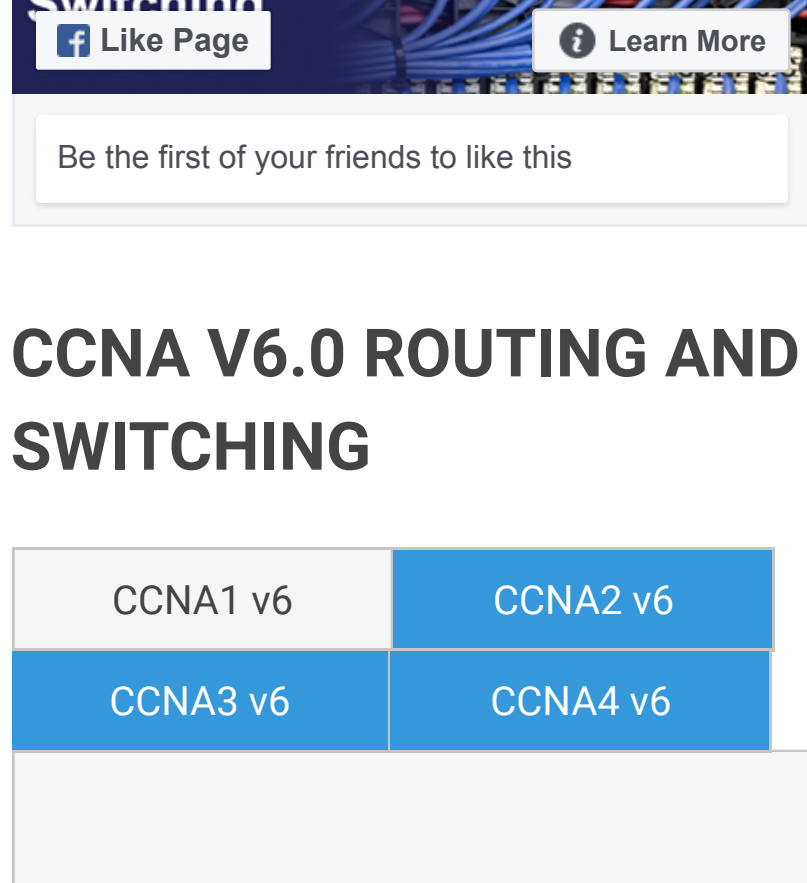 Switching
Like Page
Learn More
Be the first of your friends to like this
CCNA V6.0 ROUTING AND
SWITCHING
CCNA1 v6
CCNA2 v6
CCNA3 v6
CCNA4 v6